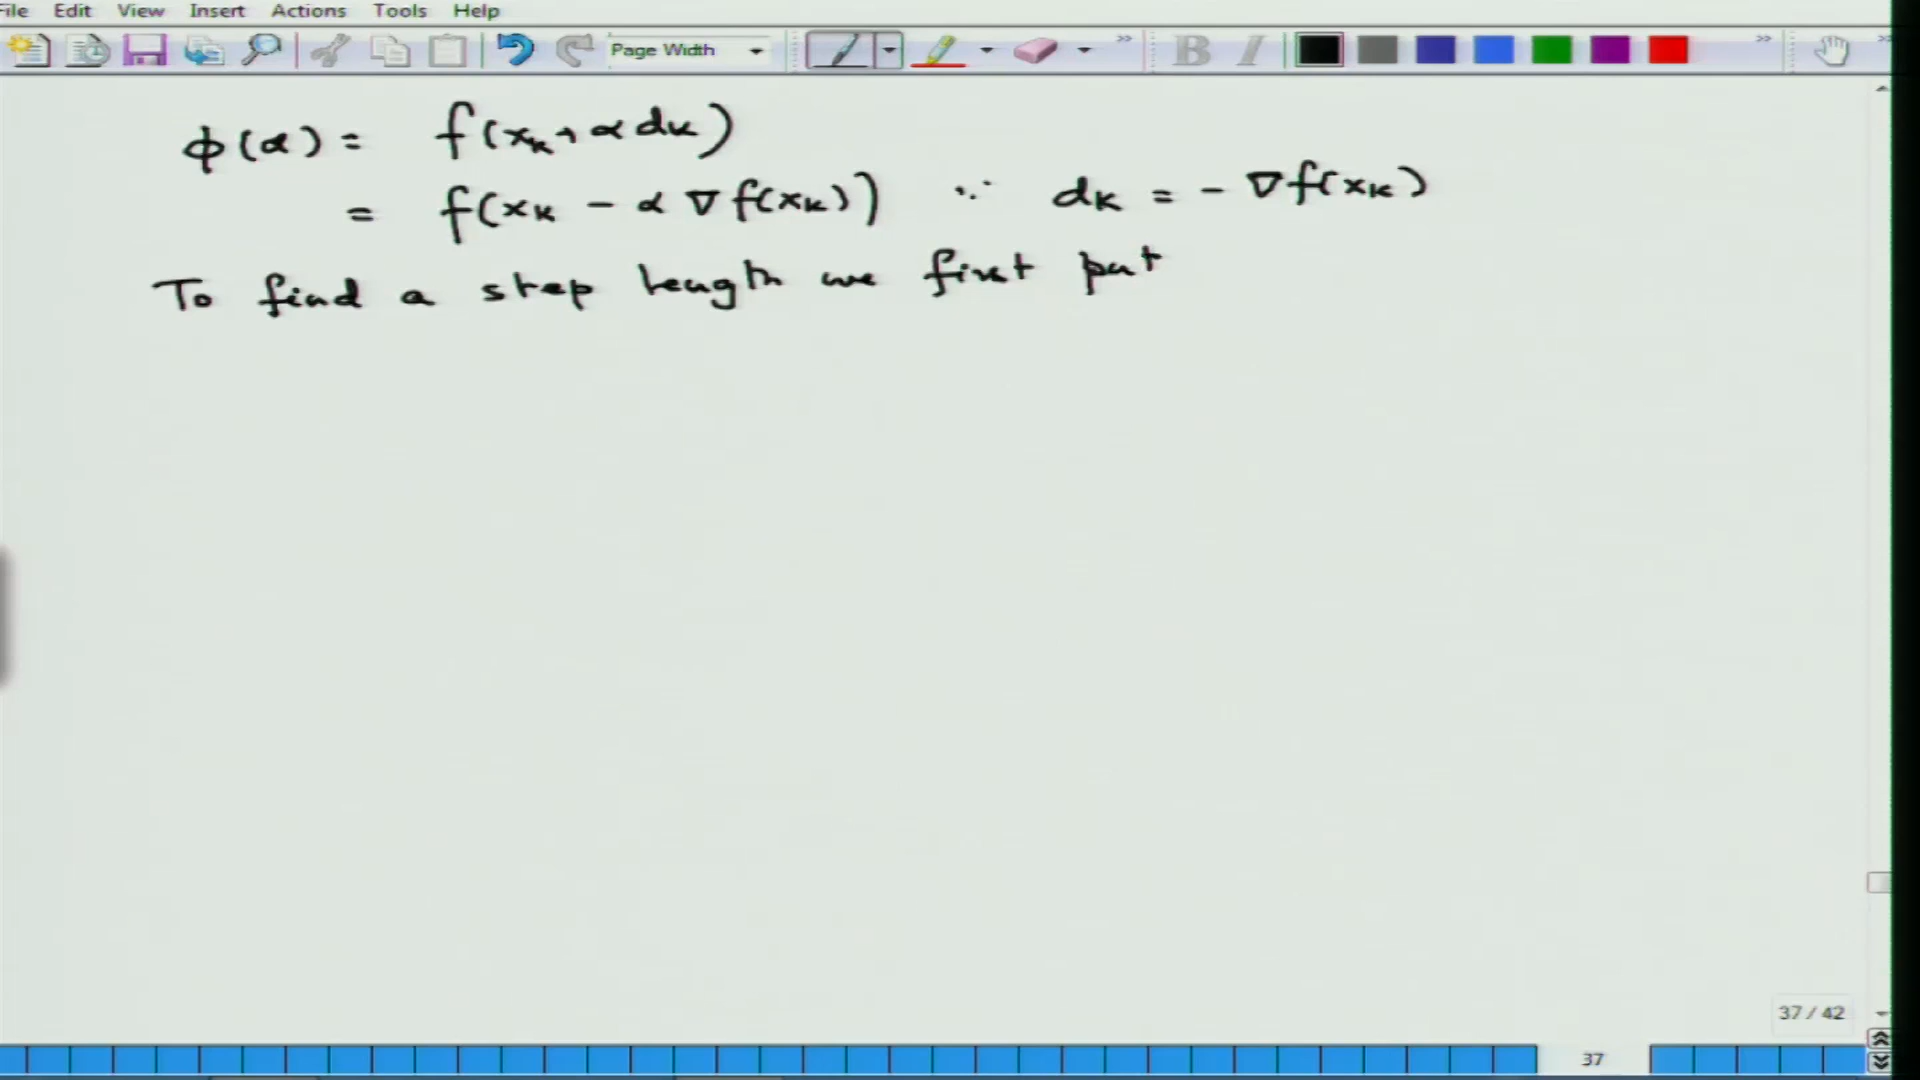 File Edit View Insert Actions Tools Help
Page Width B I
φ(α) = f(xₖ + α dₖ)
= f(xₖ - α ∇f(xₖ)) ∵ dₖ = - ∇f(xₖ)
To find a step length we first put
37 / 42
37